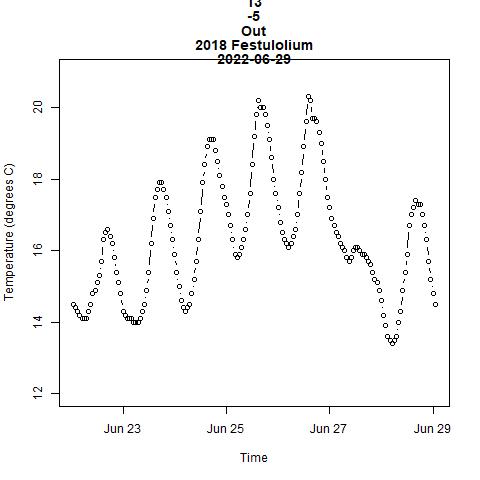 13
-5
Out
2018 Festulolium
2022-06-29
Temperature (degrees C)
20
18
16
14
12
Jun 23
Jun 25
Jun 27
Jun 29
Time